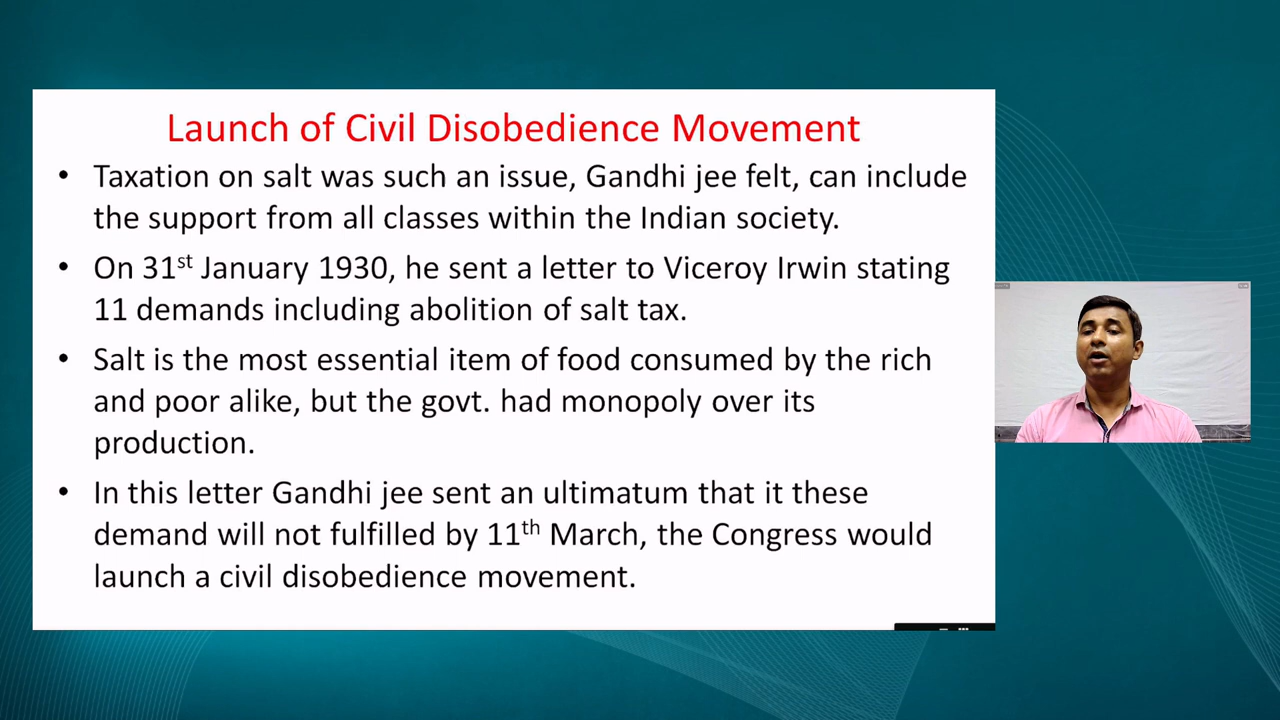 Launch of Civil Disobedience Movement
• Taxation on salt was such an issue, Gandhi jee felt, can include
the support from all classes within the Indian society.
• On 31st January 1930, he sent a letter to Viceroy Irwin stating
11 demands including abolition of salt tax.
• Salt is the most essential item of food consumed by the rich
and poor alike, but the govt. had monopoly over its
production.
• In this letter Gandhi jee sent an ultimatum that it these
demand will not fulfilled by 11th March, the Congress would
launch a civil disobedience movement.